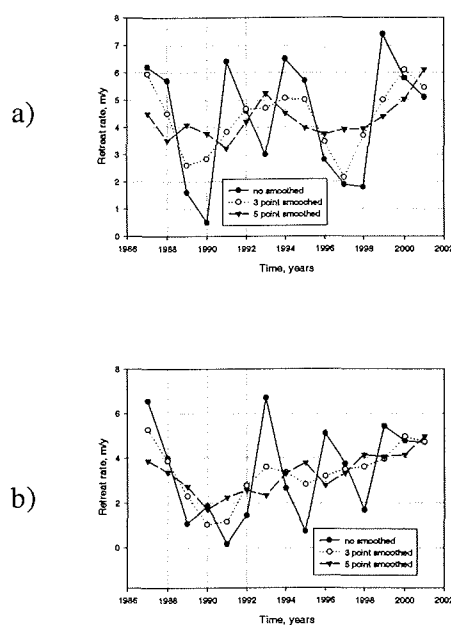 a)
8
7
6
5
4
3
2
1
0
Retreat rate, m/y
no smoothed
3 point smoothed
5 point smoothed
1986 1988 1990 1992 1994 1996 1998 2000 2002
Time, years
b)
8
6
4
2
0
Retreat rate, m/y
no smoothed
3 point smoothed
5 point smoothed
1986 1988 1990 1992 1994 1996 1998 2000 2002
Time, years